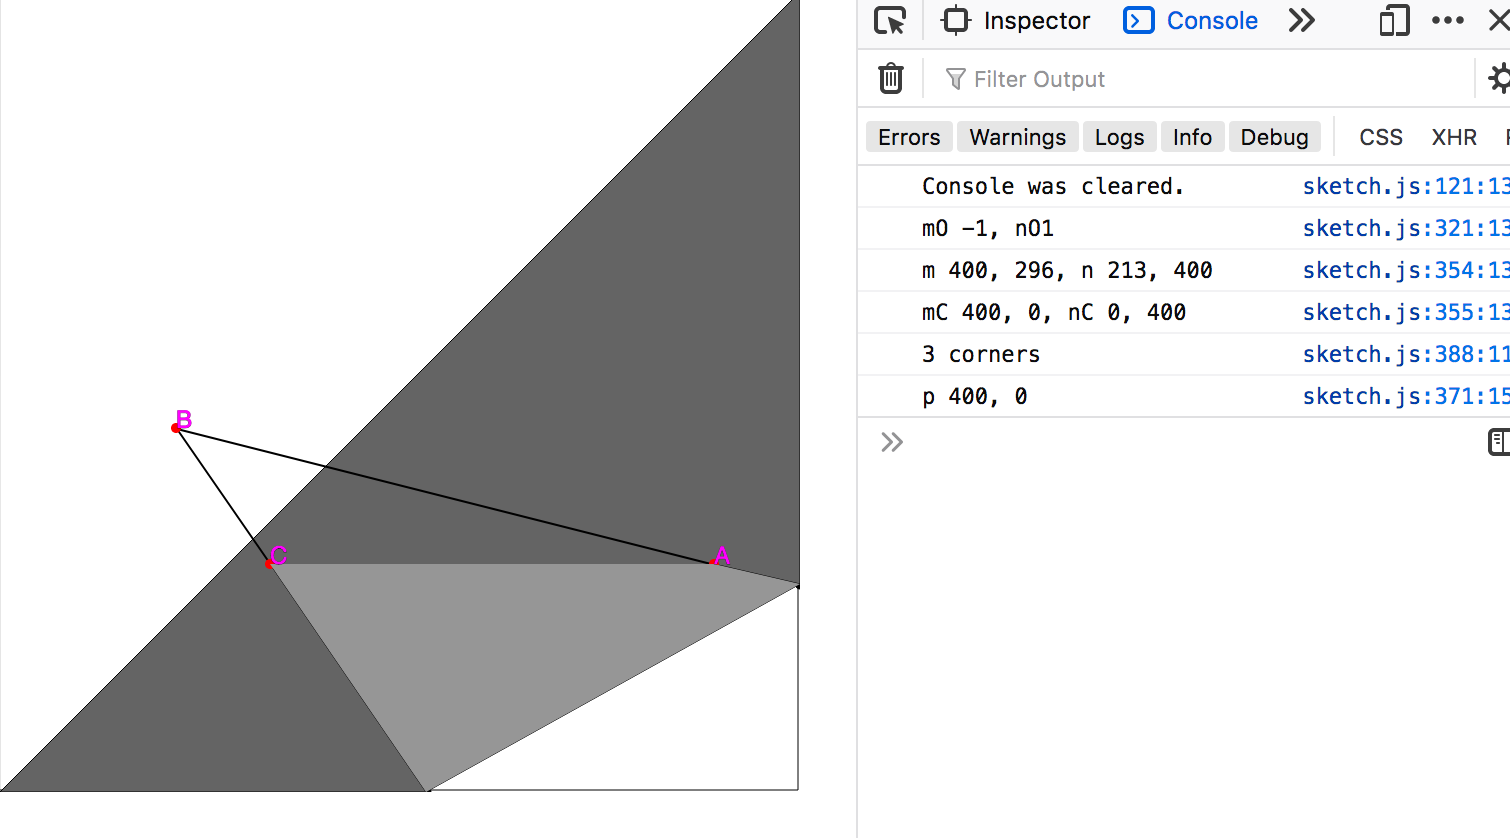 Inspector Console
Filter Output
Errors Warnings Logs Info Debug CSS XHR
Console was cleared. sketch.js:121:13
mO -1, nO1 sketch.js:321:13
m 400, 296, n 213, 400 sketch.js:354:13
mC 400, 0, nC 0, 400 sketch.js:355:13
3 corners sketch.js:388:11
p 400, 0 sketch.js:371:15
B
C
A